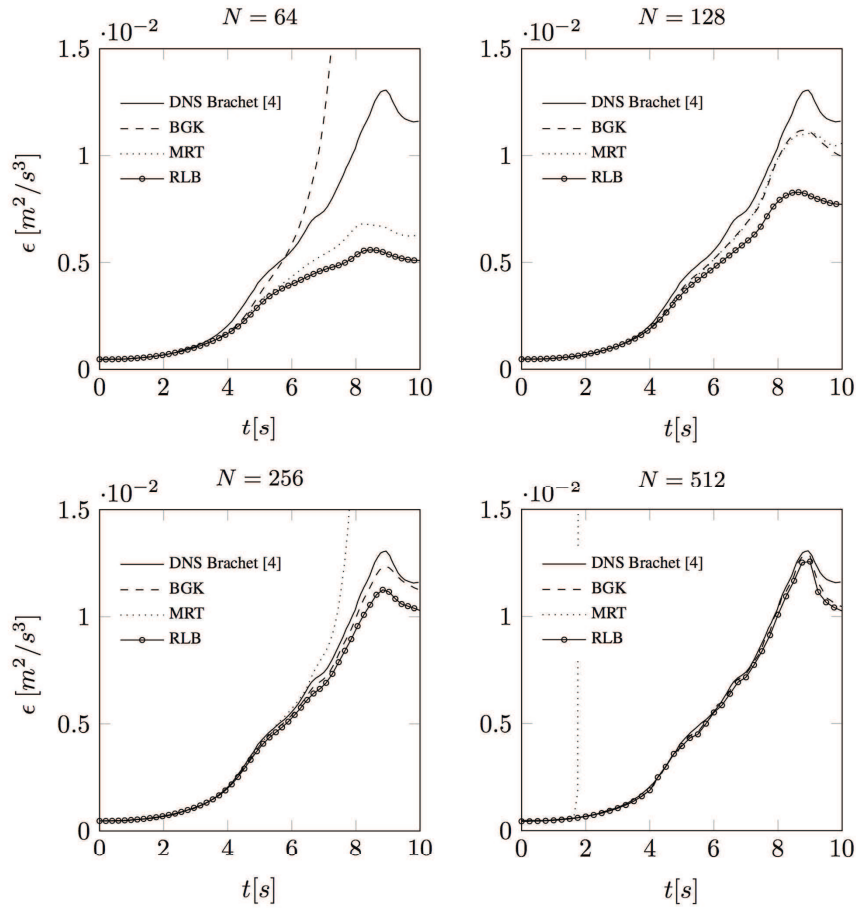 N = 64
·10⁻²
1.5
1
0.5
0
ϵ [m²/s³]
DNS Brachet [4]
BGK
MRT
RLB
0 2 4 6 8 10
t[s]
N = 128
·10⁻²
1.5
1
0.5
0
DNS Brachet [4]
BGK
MRT
RLB
0 2 4 6 8 10
t[s]
N = 256
·10⁻²
1.5
1
0.5
0
ϵ [m²/s³]
DNS Brachet [4]
BGK
MRT
RLB
0 2 4 6 8 10
t[s]
N = 512
·10⁻²
1.5
1
0.5
0
DNS Brachet [4]
BGK
MRT
RLB
0 2 4 6 8 10
t[s]